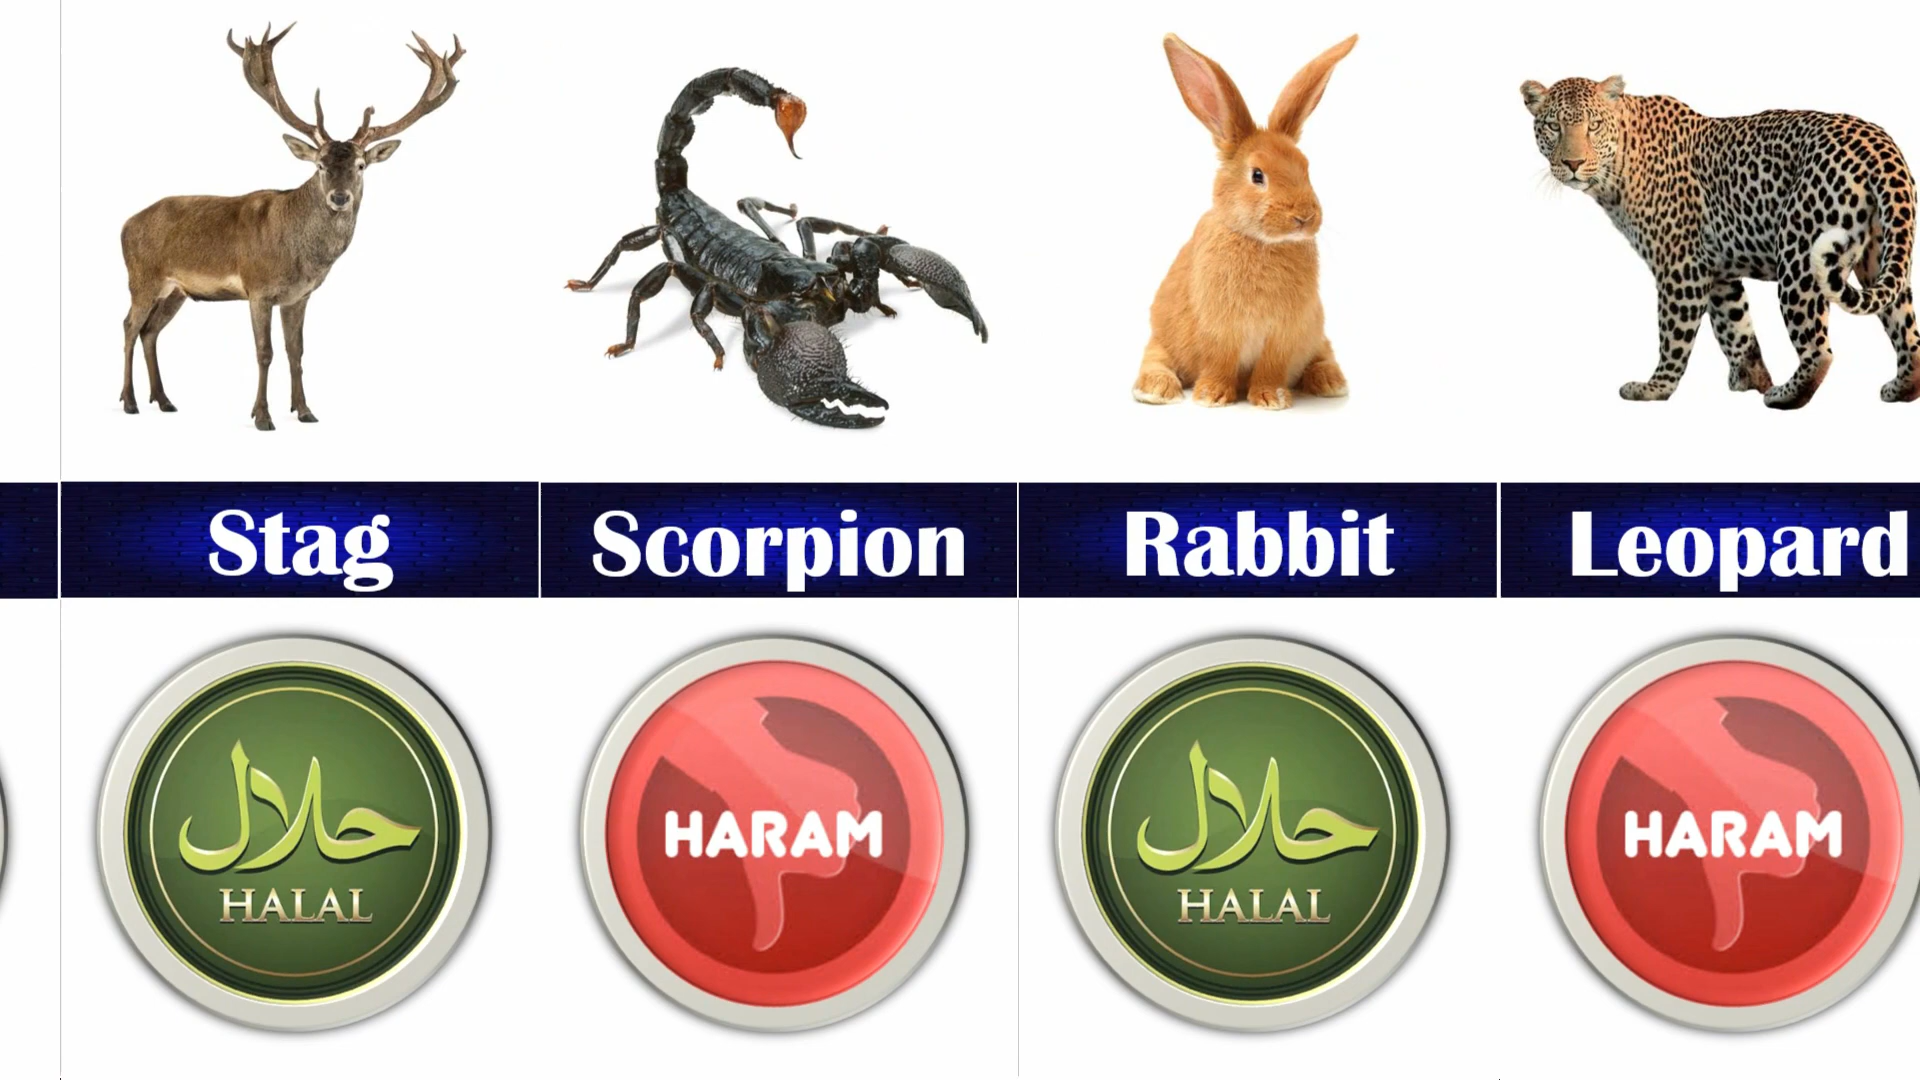 Stag
Scorpion
Rabbit
Leopard
حلال
HALAL
HARAM
حلال
HALAL
HARAM